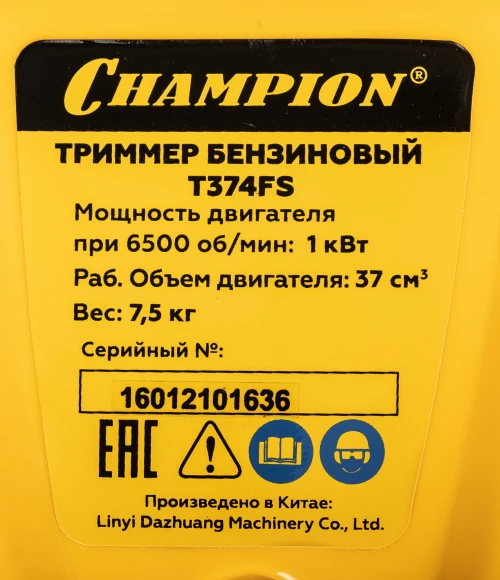 CHAMPION®
ТРИММЕР БЕНЗИНОВЫЙ
T374FS
Мощность двигателя
при 6500 об/мин: 1 кВт
Раб. Объем двигателя: 37 см³
Вес: 7,5 кг
Серийный №:
16012101636
EAC
Произведено в Китае:
Linyi Dazhuang Machinery Co., Ltd.